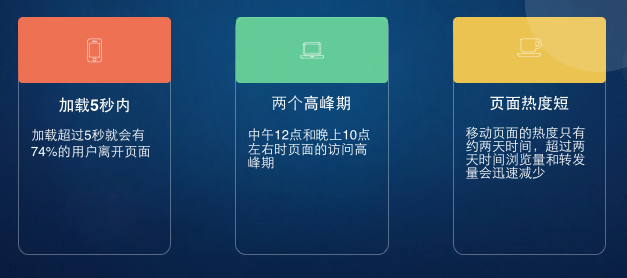 加载5秒内
加载超过5秒就会有
74%的用户离开页面
两个高峰期
中午12点和晚上10点
左右时页面的访问高
峰期
页面热度短
移动页面的热度只有
约两天时间，超过两
天时间浏览量和转发
量会迅速减少